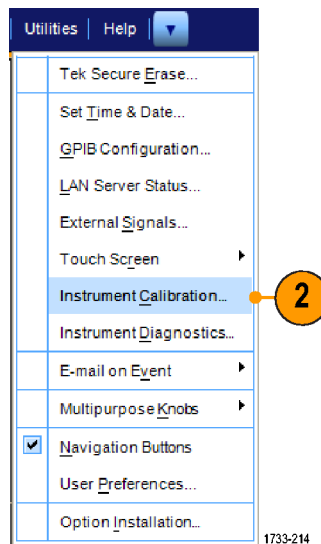 Utilities Help
Tek Secure Erase...
Set Time & Date...
GPIB Configuration...
LAN Server Status...
External Signals...
Touch Screen
Instrument Calibration...
2
Instrument Diagnostics...
E-mail on Event
Multipurpose Knobs
Navigation Buttons
User Preferences...
Option Installation...
1733-214